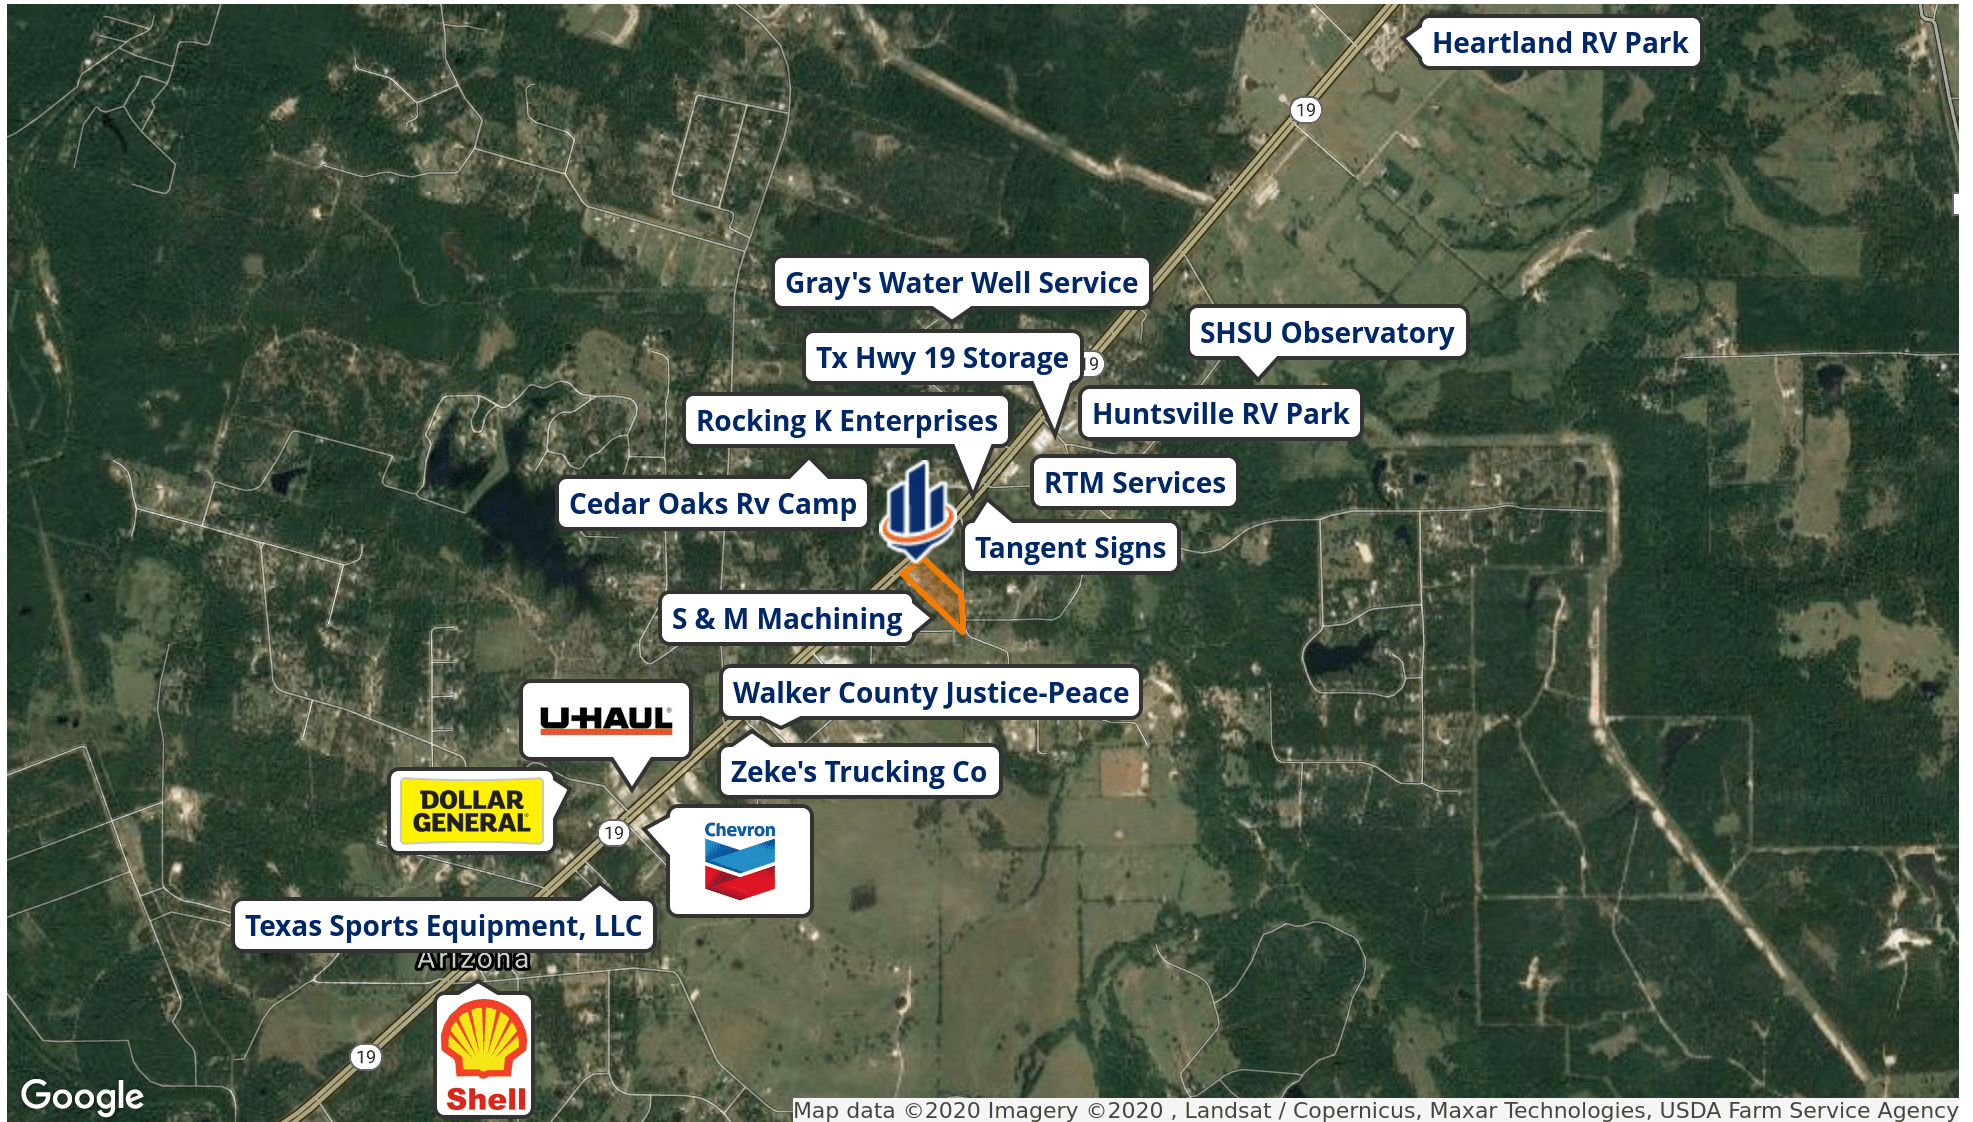 Heartland RV Park
19
Gray's Water Well Service
SHSU Observatory
Tx Hwy 19 Storage
19
Huntsville RV Park
Rocking K Enterprises
RTM Services
Cedar Oaks Rv Camp
Tangent Signs
S & M Machining
Walker County Justice-Peace
U-HAUL®
Zeke's Trucking Co
DOLLAR
GENERAL
19
Chevron
Texas Sports Equipment, LLC
Arizona
Shell
19
Google
Map data ©2020 Imagery ©2020 , Landsat / Copernicus, Maxar Technologies, USDA Farm Service Agency